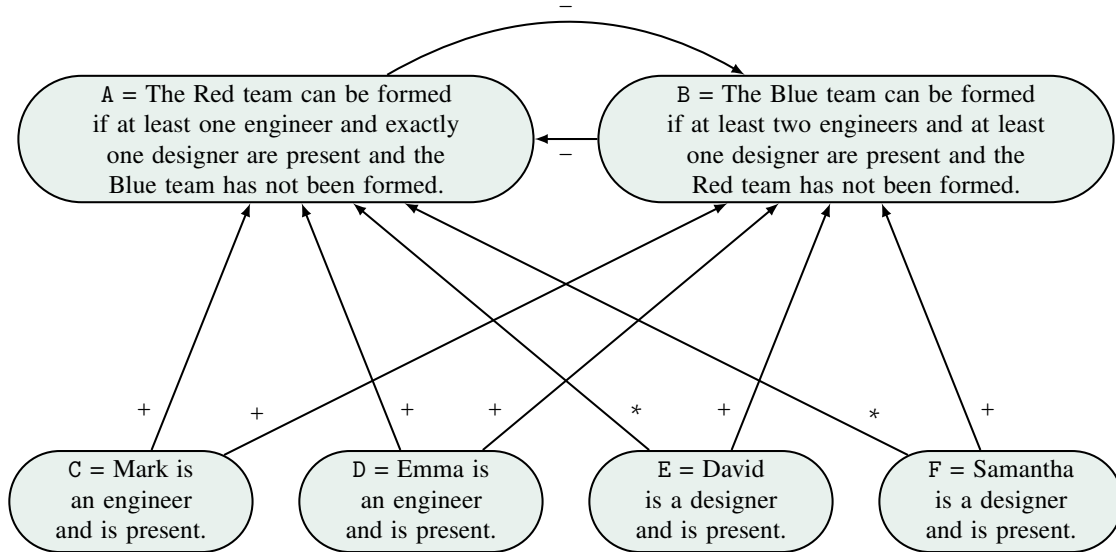 –
A = The Red team can be formed
if at least one engineer and exactly
one designer are present and the
Blue team has not been formed.
B = The Blue team can be formed
if at least two engineers and at least
one designer are present and the
Red team has not been formed.
–
+
+
+
+
*
+
*
+
C = Mark is
an engineer
and is present.
D = Emma is
an engineer
and is present.
E = David
is a designer
and is present.
F = Samantha
is a designer
and is present.